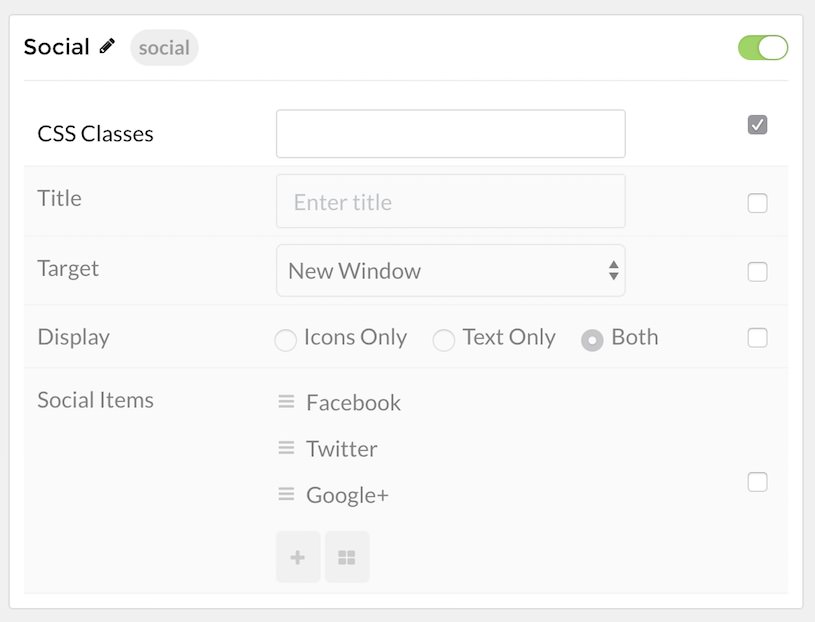 Social social
CSS Classes
Title Enter title
Target New Window
Display Icons Only Text Only Both
Social Items Facebook
Twitter
Google+